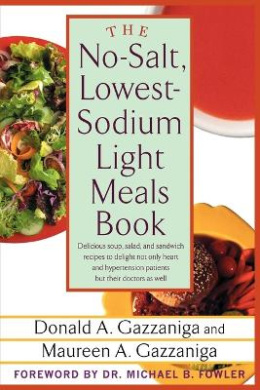 THE
No-Salt,
Lowest-
Sodium
Light
Meals
Book
Delicious soup, salad, and sandwich
recipes to delight not only heart
and hypertension patients
but their doctors as well
Donald A. Gazzaniga and
Maureen A. Gazzaniga
FOREWORD BY DR. MICHAEL B. FOWLER